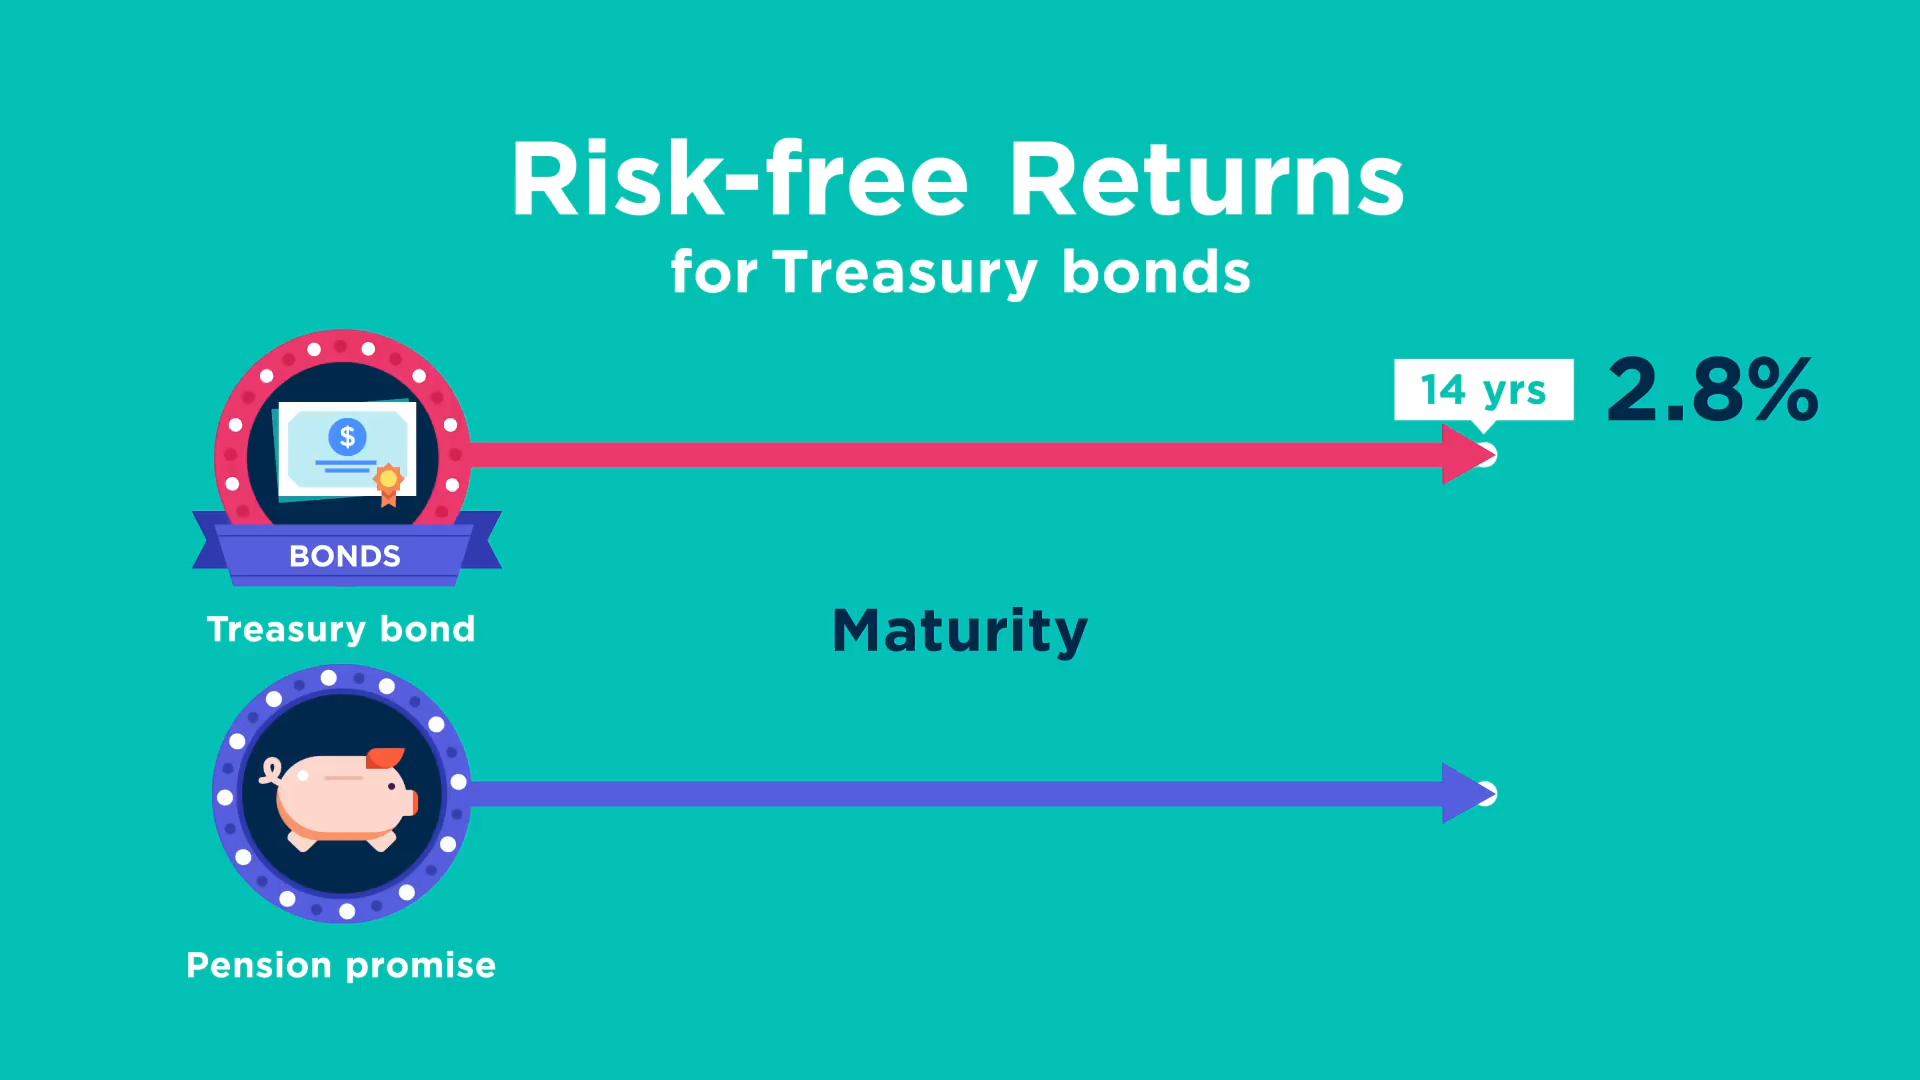 Risk-free Returns
for Treasury bonds
14 yrs
2.8%
$
BONDS
Treasury bond
Maturity
Pension promise